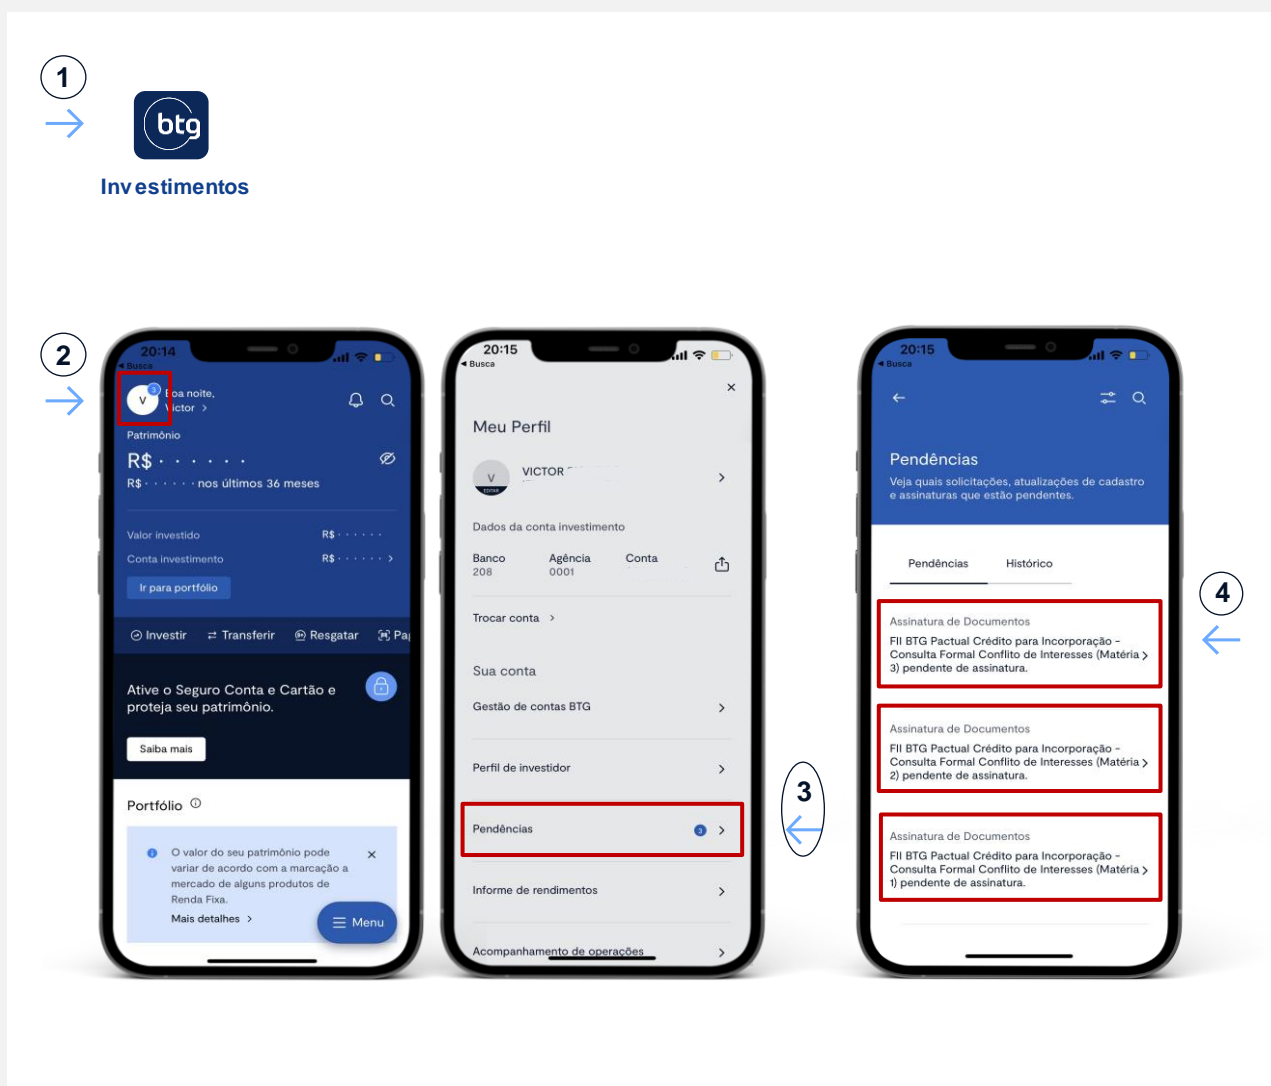 1
btg
Investimentos
2
20:14
Busca
V
3
Boa noite,
Victor >
Patrimônio
R$ · · · · · ·
R$ · · · · · · nos últimos 36 meses
Valor investido R$ · · · · ·
Conta investimento R$ · · · · · >
Ir para portfólio
Investir Transferir Resgatar Pa
Ative o Seguro Conta e Cartão e
proteja seu patrimônio.
Saiba mais
Portfólio
O valor do seu patrimônio pode
variar de acordo com a marcação a
mercado de alguns produtos de
Renda Fixa.
Mais detalhes >
Menu
20:15
Busca
Meu Perfil
V
EDITAR
VICTOR
Dados da conta investimento
Banco Agência Conta
208 0001
Trocar conta >
Sua conta
Gestão de contas BTG
Perfil de investidor
Pendências 3
Informe de rendimentos
Acompanhamento de operações
3
20:15
Busca
Pendências
Veja quais solicitações, atualizações de cadastro
e assinaturas que estão pendentes.
Pendências Histórico
Assinatura de Documentos
FII BTG Pactual Crédito para Incorporação -
Consulta Formal Conflito de Interesses (Matéria
3) pendente de assinatura.
Assinatura de Documentos
FII BTG Pactual Crédito para Incorporação -
Consulta Formal Conflito de Interesses (Matéria
2) pendente de assinatura.
Assinatura de Documentos
FII BTG Pactual Crédito para Incorporação -
Consulta Formal Conflito de Interesses (Matéria
1) pendente de assinatura.
4